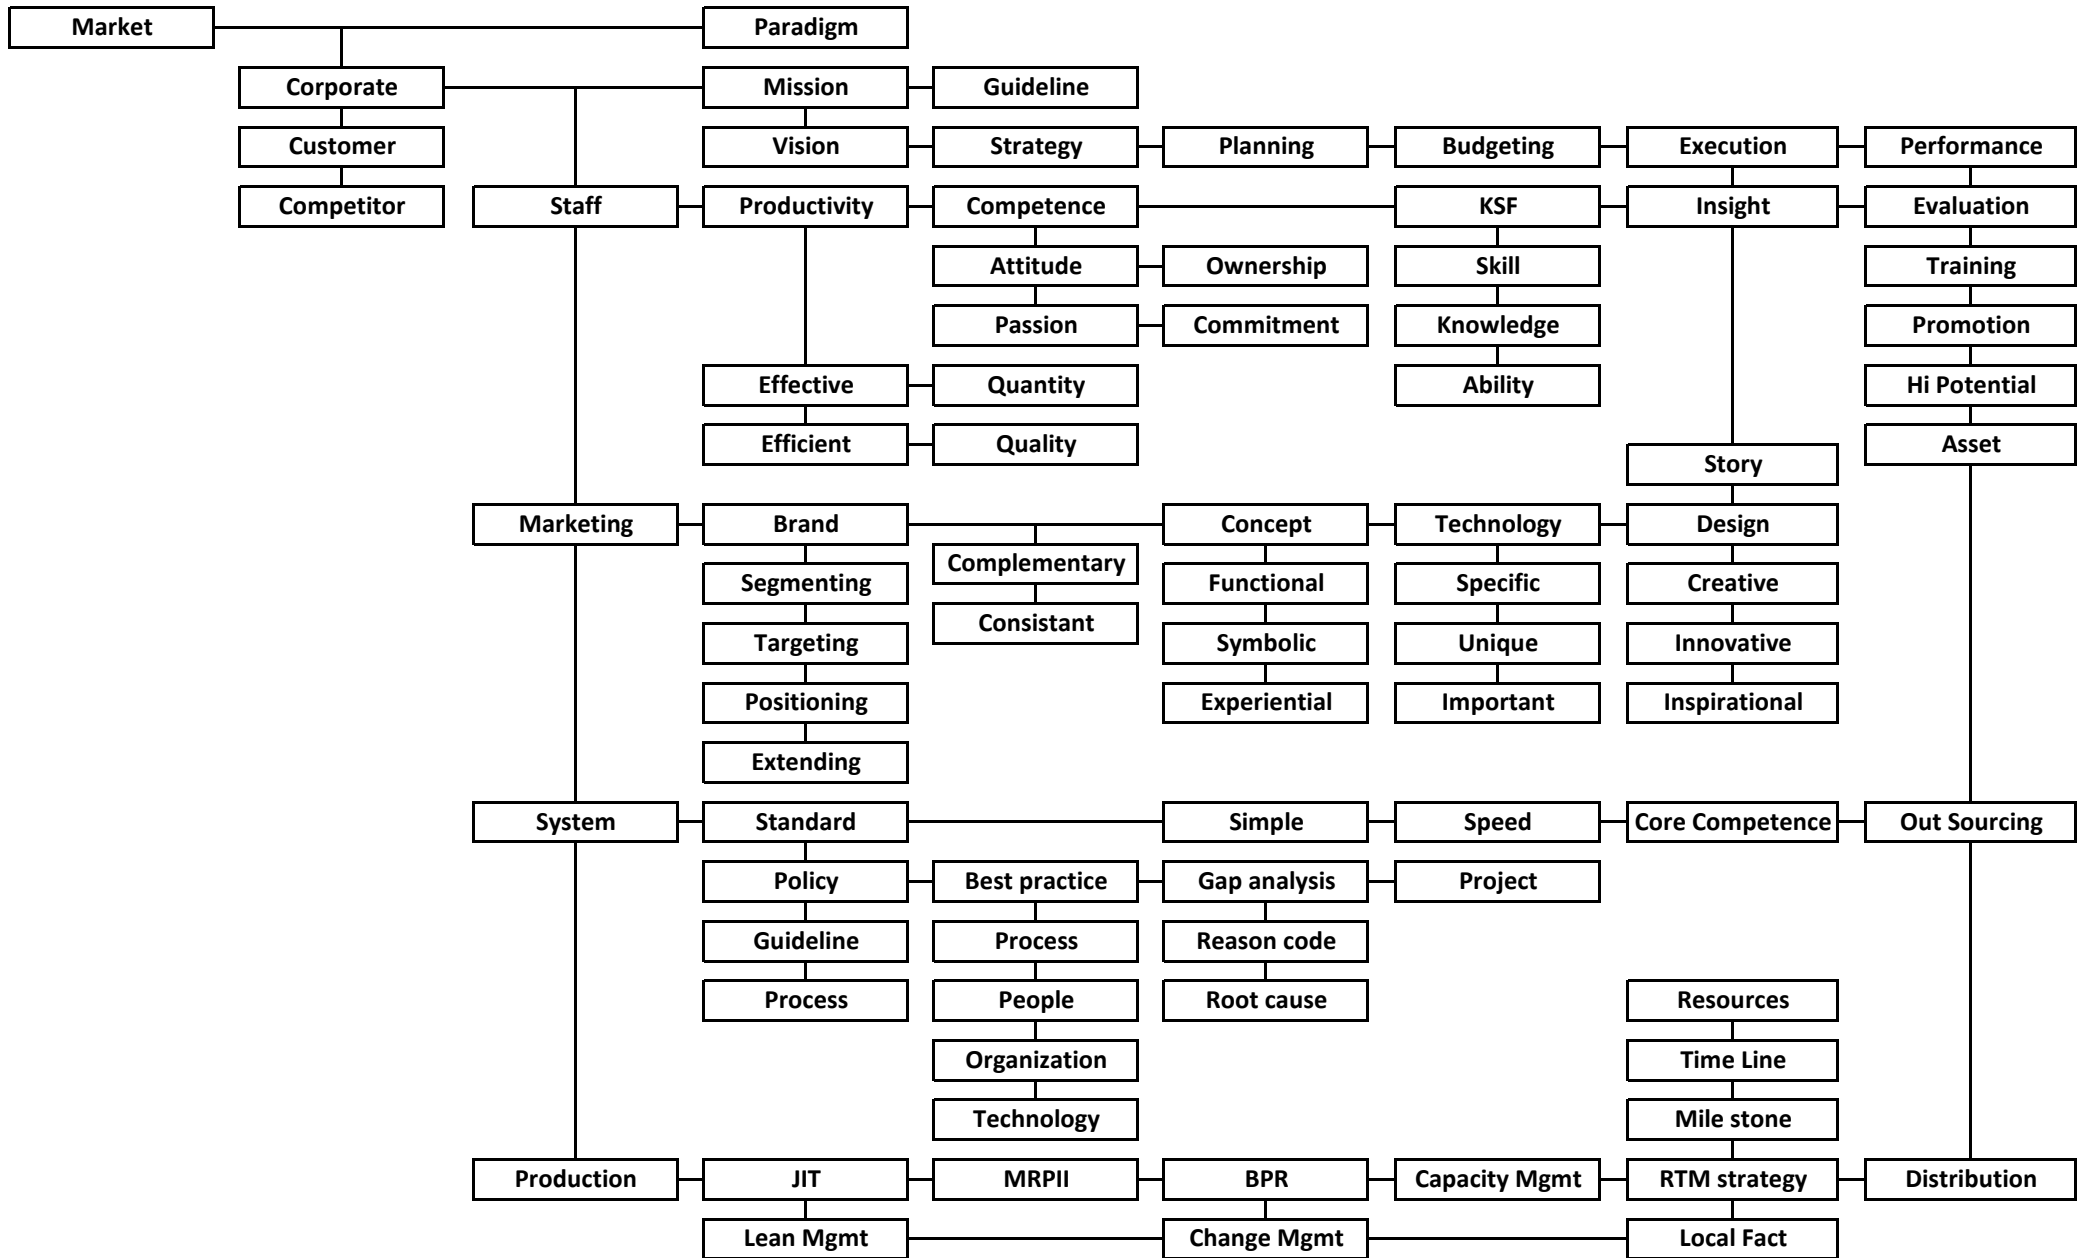 Market
Paradigm
Corporate
Mission
Guideline
Customer
Vision
Strategy
Planning
Budgeting
Execution
Performance
Competitor
Staff
Productivity
Competence
KSF
Insight
Evaluation
Attitude
Ownership
Skill
Training
Passion
Commitment
Knowledge
Promotion
Effective
Quantity
Ability
Hi Potential
Efficient
Quality
Asset
Story
Marketing
Brand
Concept
Technology
Design
Complementary
Segmenting
Functional
Specific
Creative
Consistant
Targeting
Symbolic
Unique
Innovative
Positioning
Experiential
Important
Inspirational
Extending
System
Standard
Simple
Speed
Core Competence
Out Sourcing
Policy
Best practice
Gap analysis
Project
Guideline
Process
Reason code
Process
People
Root cause
Resources
Organization
Time Line
Technology
Mile stone
Production
JIT
MRPII
BPR
Capacity Mgmt
RTM strategy
Distribution
Lean Mgmt
Change Mgmt
Local Fact